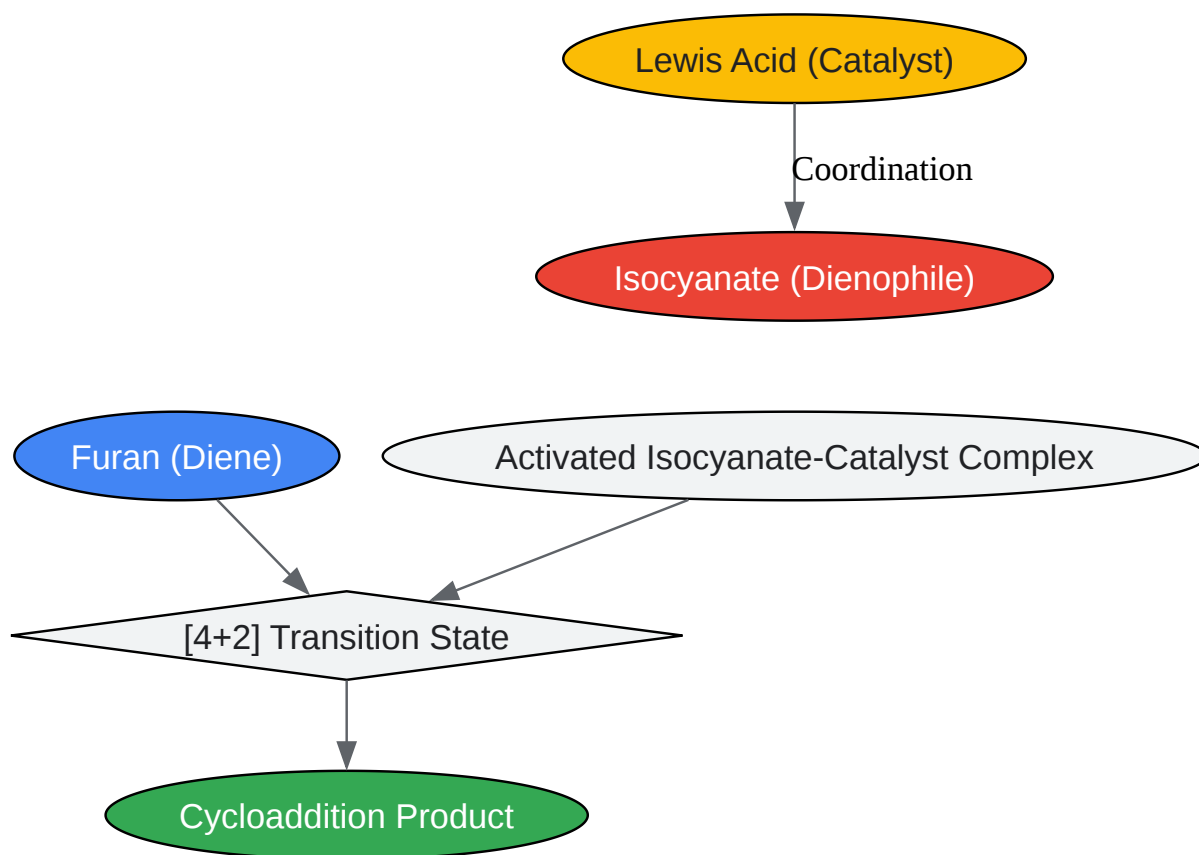 Lewis Acid (Catalyst)
Coordination
Isocyanate (Dienophile)
Furan (Diene)
Activated Isocyanate-Catalyst Complex
[4+2] Transition State
Cycloaddition Product